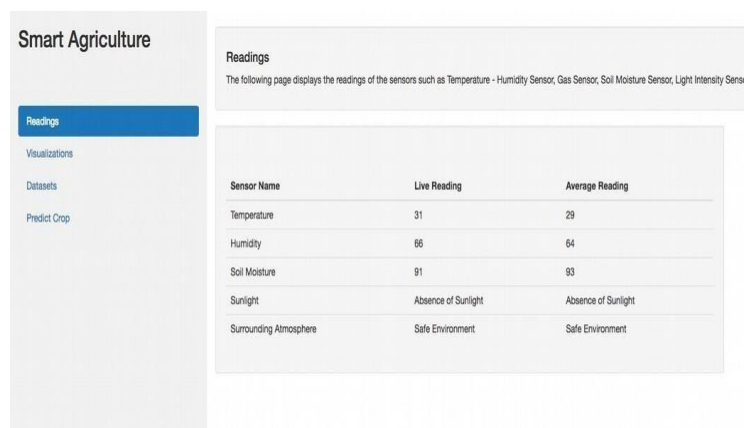 Smart Agriculture
Readings
Visualizations
Datasets
Predict Crop
Readings
The following page displays the readings of the sensors such as Temperature - Humidity Sensor, Gas Sensor, Soil Moisture Sensor, Light Intensity Senso
Sensor Name Live Reading Average Reading
Temperature 31 29
Humidity 66 64
Soil Moisture 91 93
Sunlight Absence of Sunlight Absence of Sunlight
Surrounding Atmosphere Safe Environment Safe Environment